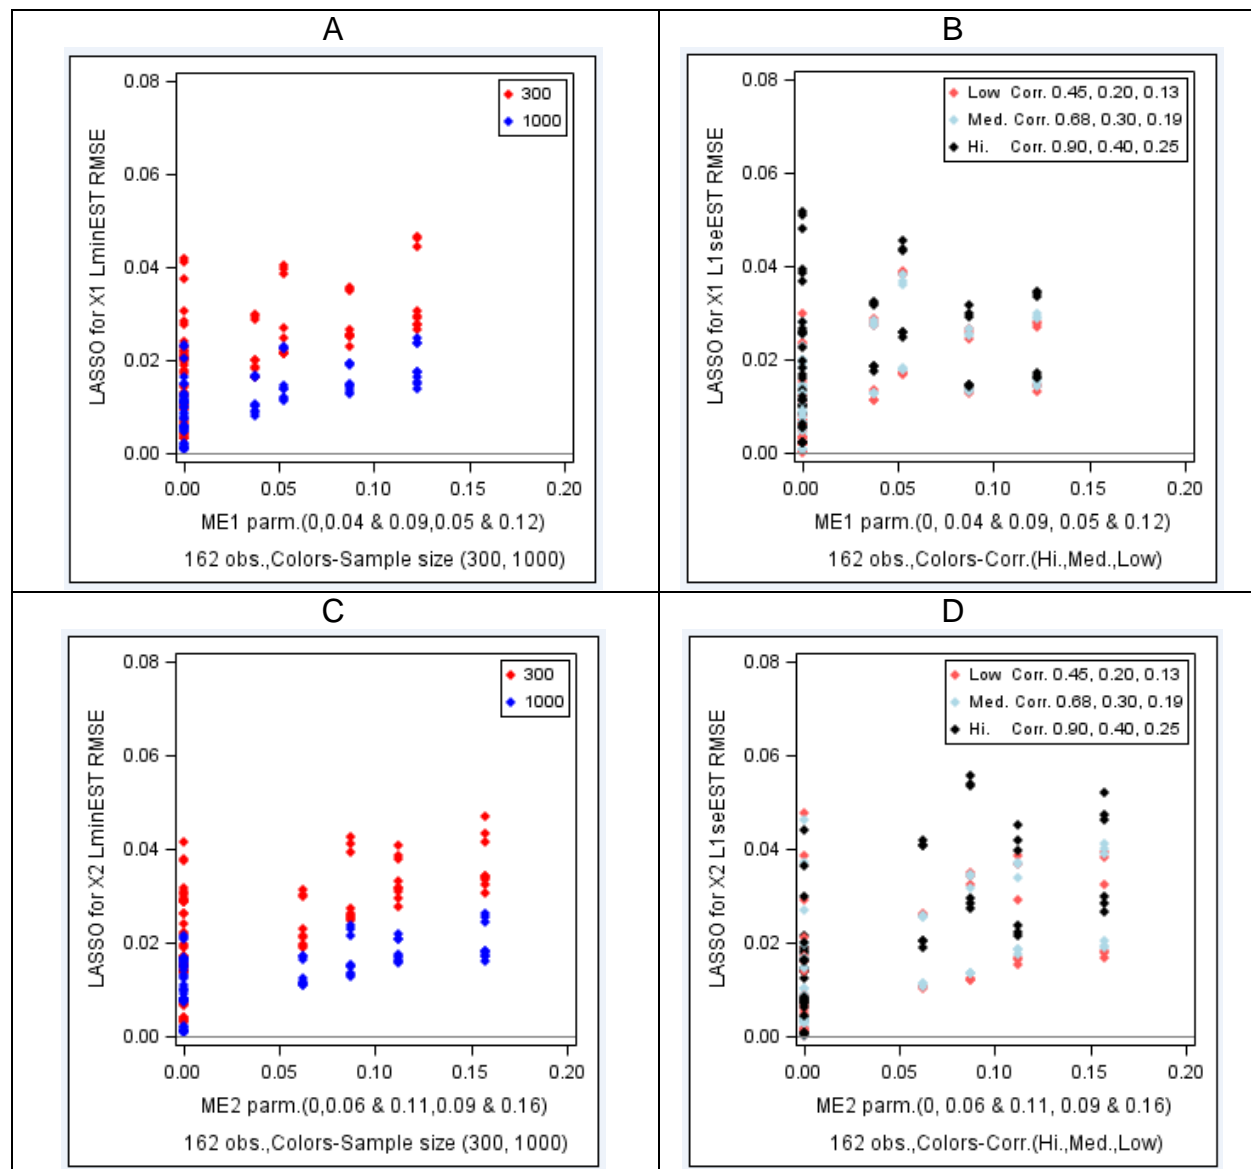 A
0.08
0.06
0.04
0.02
0.00
LASSO for X1 LminEST RMSE
300
1000
0.00 0.05 0.10 0.15 0.20
ME1 parm.(0,0.04 & 0.09,0.05 & 0.12)
162 obs.,Colors-Sample size (300, 1000)
B
0.08
0.06
0.04
0.02
0.00
LASSO for X1 L1seEST RMSE
Low Corr. 0.45, 0.20, 0.13
Med. Corr. 0.68, 0.30, 0.19
Hi. Corr. 0.90, 0.40, 0.25
0.00 0.05 0.10 0.15 0.20
ME1 parm.(0, 0.04 & 0.09, 0.05 & 0.12)
162 obs.,Colors-Corr.(Hi.,Med.,Low)
C
0.08
0.06
0.04
0.02
0.00
LASSO for X2 LminEST RMSE
300
1000
0.00 0.05 0.10 0.15 0.20
ME2 parm.(0,0.06 & 0.11,0.09 & 0.16)
162 obs.,Colors-Sample size (300, 1000)
D
0.08
0.06
0.04
0.02
0.00
LASSO for X2 L1seEST RMSE
Low Corr. 0.45, 0.20, 0.13
Med. Corr. 0.68, 0.30, 0.19
Hi. Corr. 0.90, 0.40, 0.25
0.00 0.05 0.10 0.15 0.20
ME2 parm.(0, 0.06 & 0.11, 0.09 & 0.16)
162 obs.,Colors-Corr.(Hi.,Med.,Low)